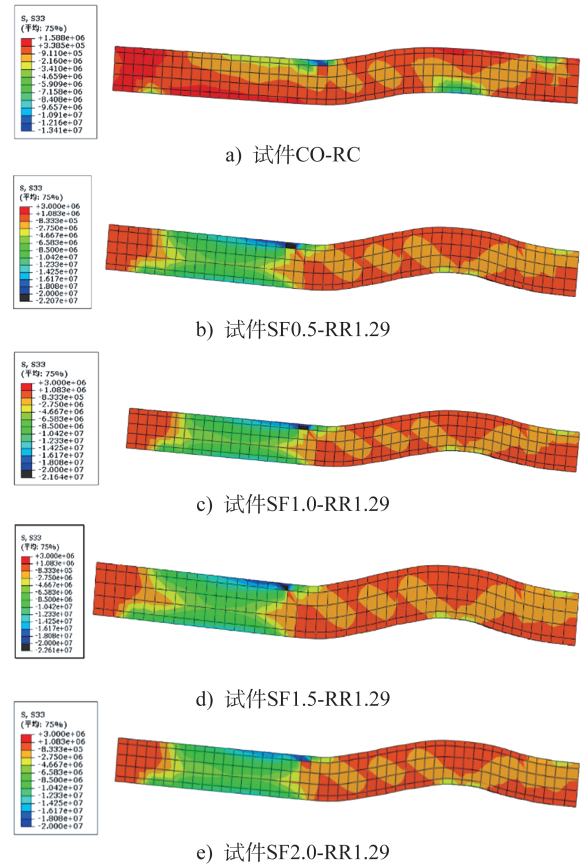 S, S33
(平均: 75%)
+1.588e+06
+3.385e+05
-9.110e+05
-2.160e+06
-3.410e+06
-4.659e+06
-5.909e+06
-7.158e+06
-8.408e+06
-9.657e+06
-1.091e+07
-1.216e+07
-1.341e+07
a) 试件CO-RC
S, S33
(平均: 75%)
+3.000e+06
+1.083e+06
-8.333e+05
-2.750e+06
-4.667e+06
-6.583e+06
-8.500e+06
-1.042e+07
-1.233e+07
-1.425e+07
-1.617e+07
-1.808e+07
-2.000e+07
-2.207e+07
b) 试件SF0.5-RR1.29
S, S33
(平均: 75%)
+3.000e+06
+1.083e+06
-8.333e+05
-2.750e+06
-4.667e+06
-6.583e+06
-8.500e+06
-1.042e+07
-1.233e+07
-1.425e+07
-1.617e+07
-1.808e+07
-2.000e+07
-2.164e+07
c) 试件SF1.0-RR1.29
S, S33
(平均: 75%)
+3.000e+06
+1.083e+06
-8.333e+05
-2.750e+06
-4.667e+06
-6.583e+06
-8.500e+06
-1.042e+07
-1.233e+07
-1.425e+07
-1.617e+07
-1.808e+07
-2.000e+07
-2.261e+07
d) 试件SF1.5-RR1.29
S, S33
(平均: 75%)
+3.000e+06
+1.083e+06
-8.333e+05
-2.750e+06
-4.667e+06
-6.583e+06
-8.500e+06
-1.042e+07
-1.233e+07
-1.425e+07
-1.617e+07
-1.808e+07
-2.000e+07
e) 试件SF2.0-RR1.29